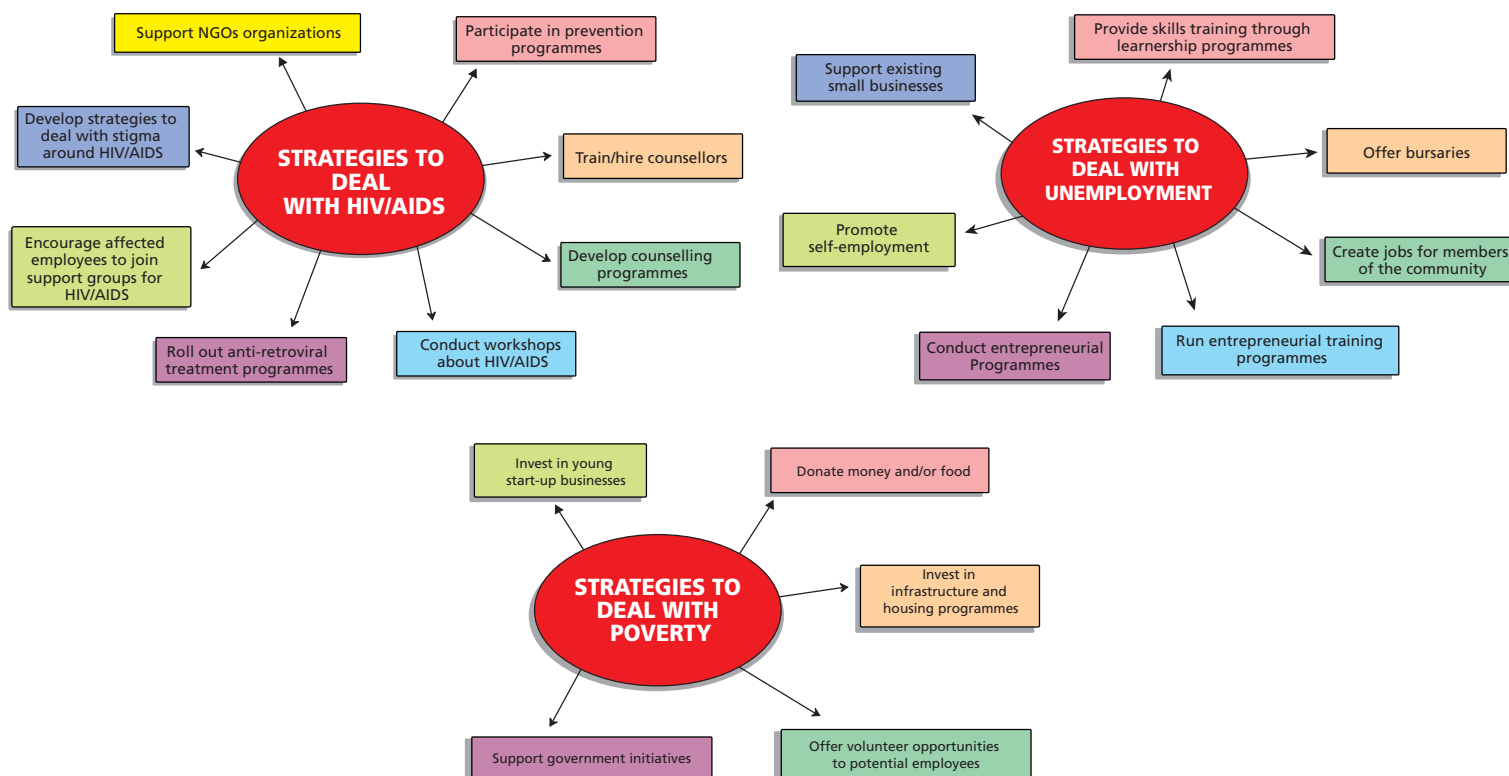 Support NGOs organizations
Participate in prevention
programmes
Develop strategies to
deal with stigma
around HIV/AIDS
STRATEGIES TO
DEAL
WITH HIV/AIDS
Train/hire counsellors
Encourage affected
employees to join
support groups for
HIV/AIDS
Develop counselling
programmes
Roll out anti-retroviral
treatment programmes
Conduct workshops
about HIV/AIDS
Provide skills training through
learnership programmes
Support existing
small businesses
STRATEGIES TO
DEAL WITH
UNEMPLOYMENT
Offer bursaries
Promote
self-employment
Create jobs for members
of the community
Conduct entrepreneurial
Programmes
Run entrepreneurial training
programmes
Invest in young
start-up businesses
Donate money and/or food
STRATEGIES TO
DEAL WITH
POVERTY
Invest in
infrastructure and
housing programmes
Support government initiatives
Offer volunteer opportunities
to potential employees